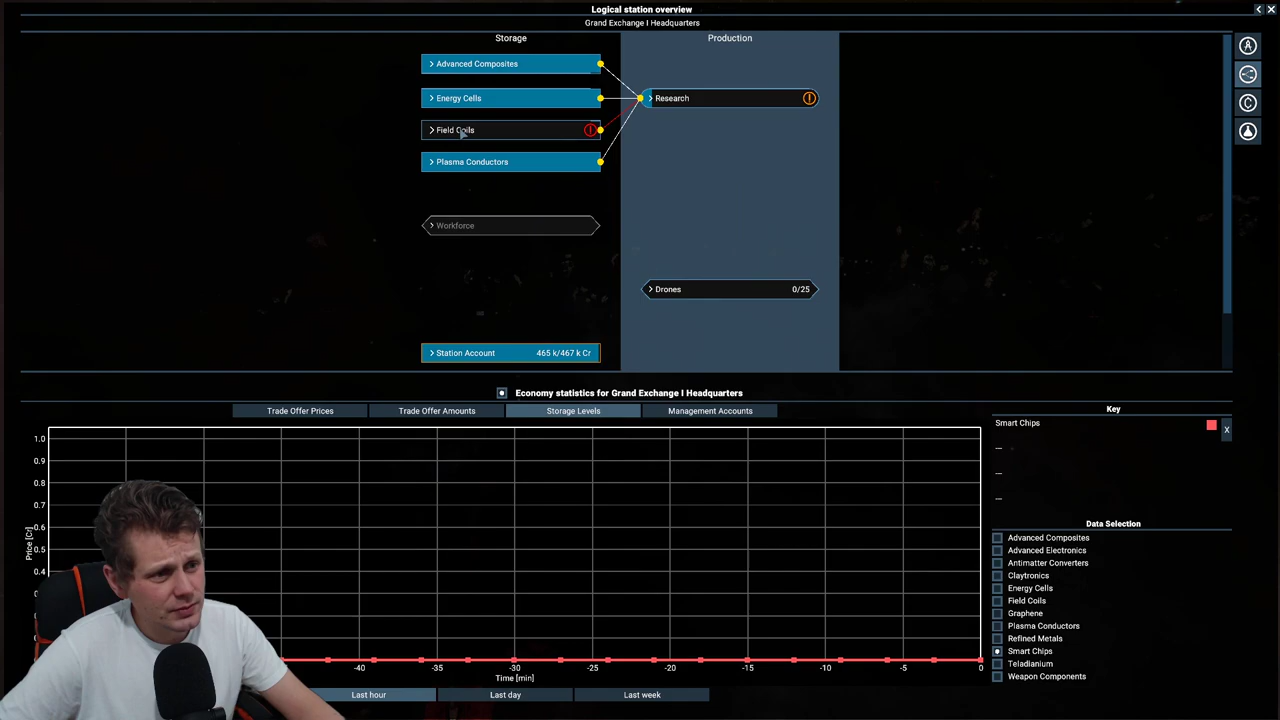 Logical station overview
Grand Exchange I Headquarters
Storage
Production
Advanced Composites
Energy Cells
Research
Field Coils
Plasma Conductors
Workforce
Drones 0/25
Station Account 465 k/467 k Cr
Economy statistics for Grand Exchange I Headquarters
Trade Offer Prices
Trade Offer Amounts
Storage Levels
Management Accounts
Key
Smart Chips
X
—
—
—
Data Selection
Advanced Composites
Advanced Electronics
Antimatter Converters
Claytronics
Energy Cells
Field Coils
Graphene
Plasma Conductors
Refined Metals
Smart Chips
Teladianium
Weapon Components
1.0
0.9
0.8
0.7
0.6
0.5
0.4
Price [Cr]
-40
-35
-30
-25
-20
-15
-10
-5
0
Time [min]
Last hour
Last day
Last week